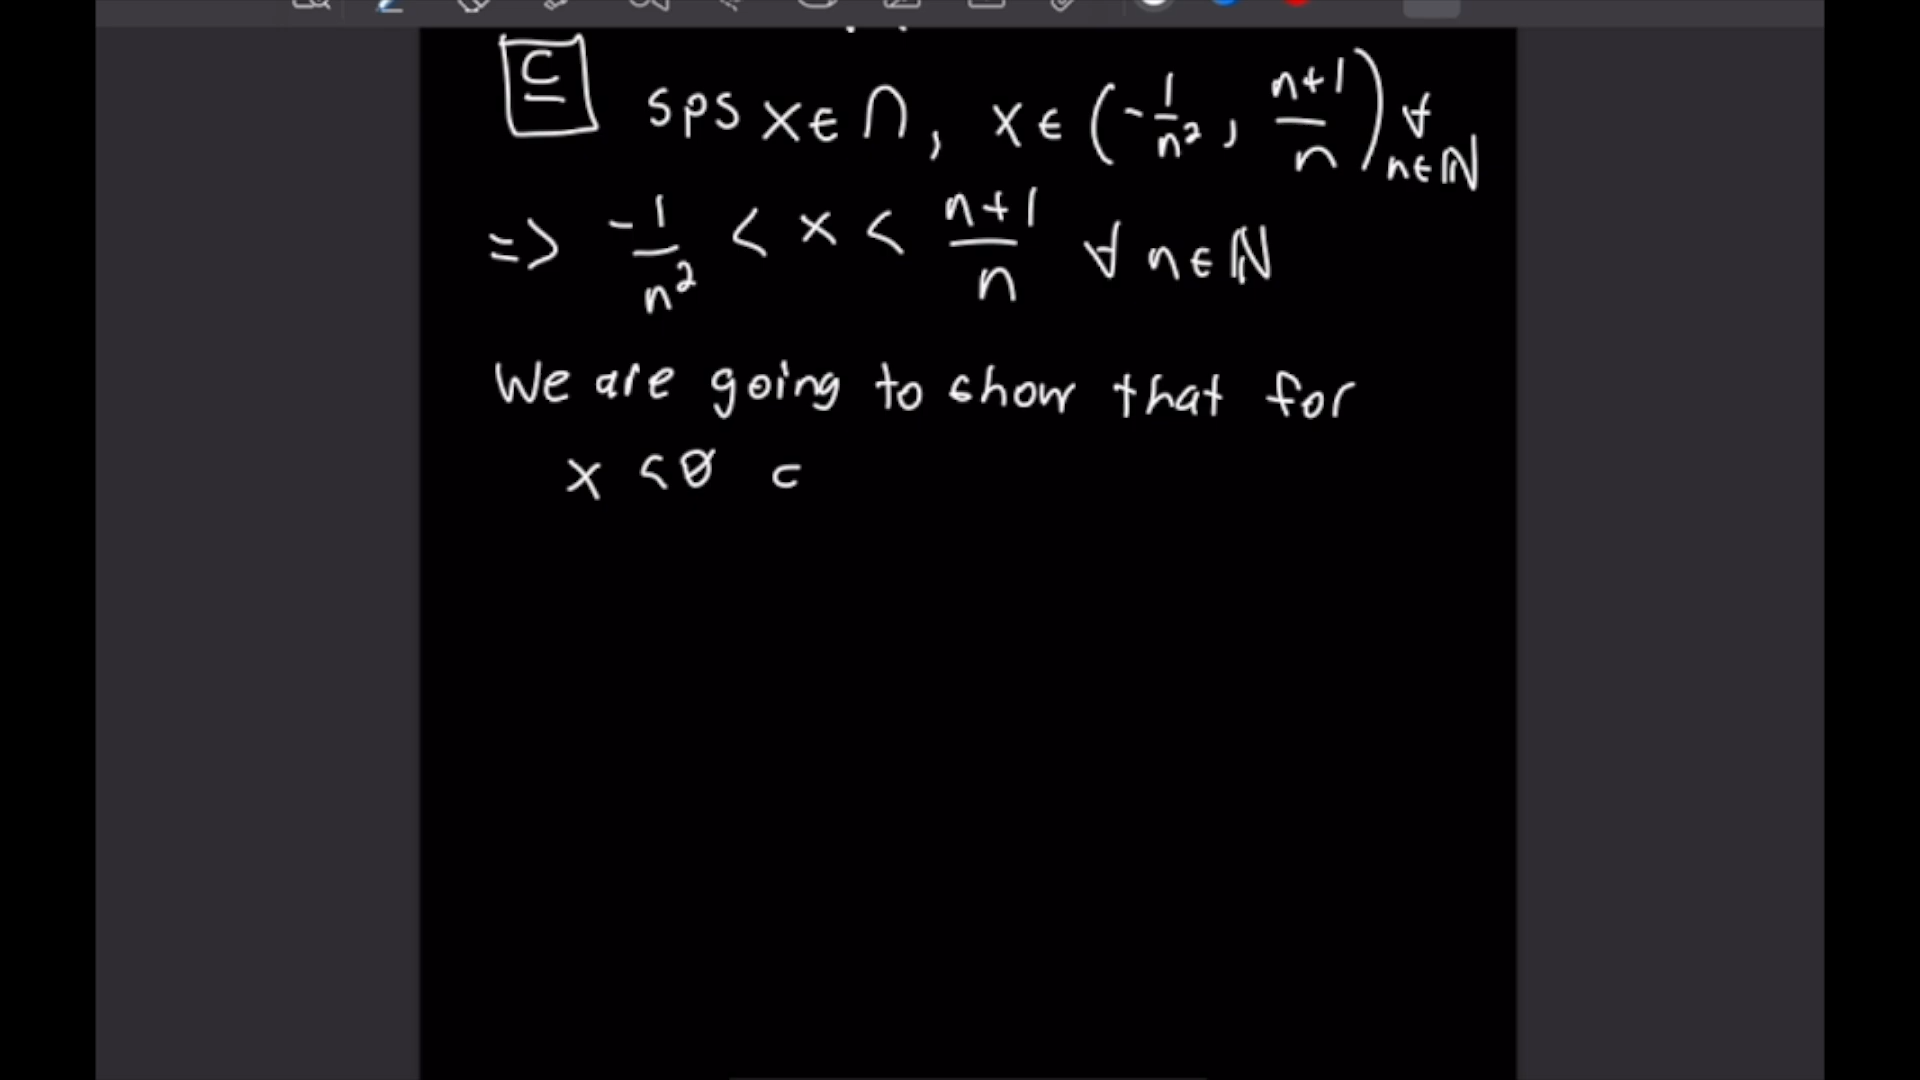 ⊆ sps x ∈ ∩, x ∈ (-1/n², n+1/n) ∀ n∈ℕ
=> -1/n² < x < n+1/n ∀ n ∈ ℕ
We are going to show that for
x < 0 c